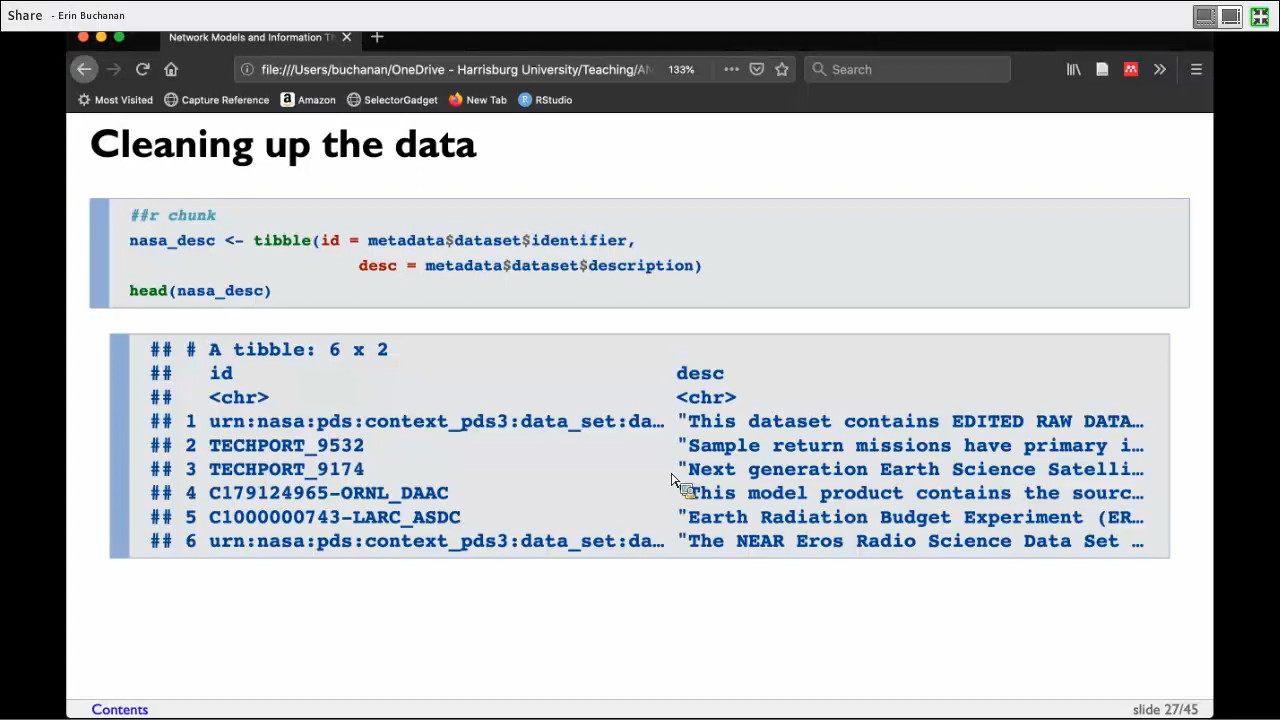 Share - Erin Buchanan
Network Models and Information T
file:///Users/buchanan/OneDrive - Harrisburg University/Teaching/AN
133%
Search
Most Visited Capture Reference Amazon SelectorGadget New Tab RStudio
Cleaning up the data
##r chunk
nasa_desc <- tibble(id = metadata$dataset$identifier,
desc = metadata$dataset$description)
head(nasa_desc)
## # A tibble: 6 x 2
## id desc
## <chr> <chr>
## 1 urn:nasa:pds:context_pds3:data_set:da… "This dataset contains EDITED RAW DATA…
## 2 TECHPORT_9532 "Sample return missions have primary i…
## 3 TECHPORT_9174 "Next generation Earth Science Satelli…
## 4 C179124965-ORNL_DAAC "This model product contains the sourc…
## 5 C1000000743-LARC_ASDC "Earth Radiation Budget Experiment (ER…
## 6 urn:nasa:pds:context_pds3:data_set:da… "The NEAR Eros Radio Science Data Set …
Contents
slide 27/45